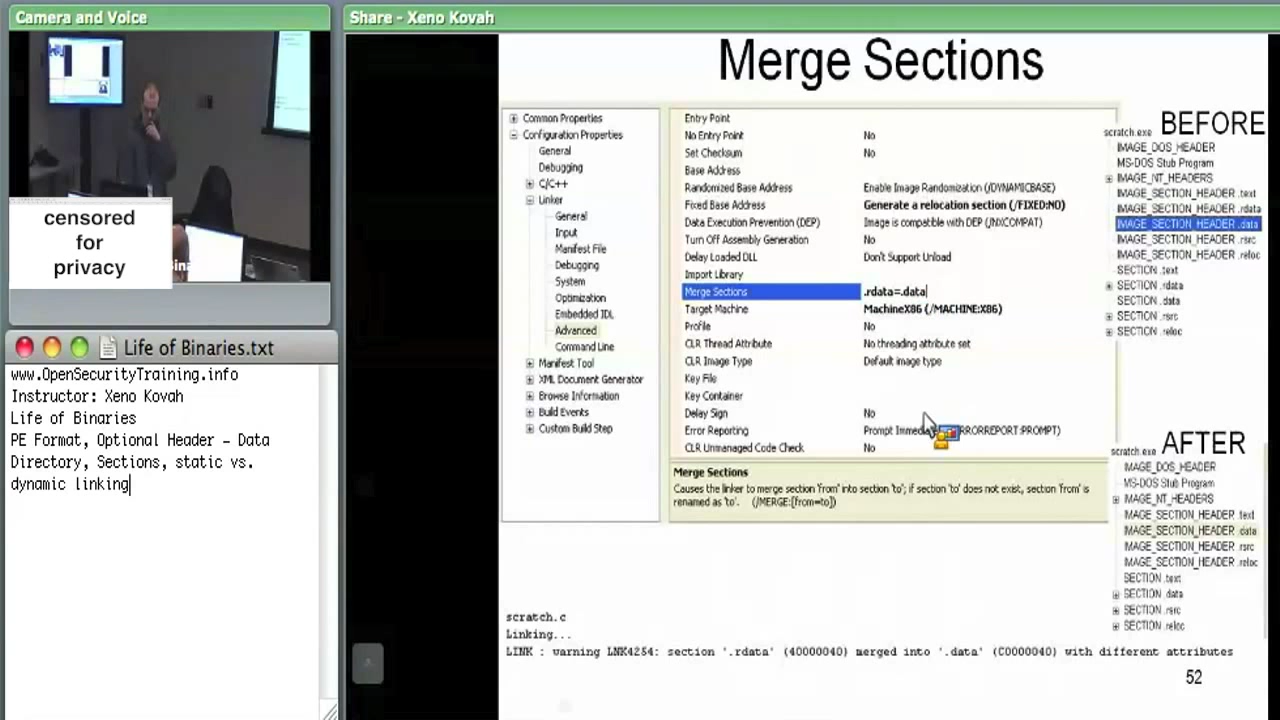 Camera and Voice
censored
for
privacy
Life of Binaries.txt
www.OpenSecurityTraining.info
Instructor: Xeno Kovah
Life of Binaries
PE Format, Optional Header – Data
Directory, Sections, static vs.
dynamic linking
Share - Xeno Kovah
Merge Sections
Common Properties
Configuration Properties
General
Debugging
C/C++
Linker
General
Input
Manifest File
Debugging
System
Optimization
Embedded IDL
Advanced
Command Line
Manifest Tool
XML Document Generator
Browse Information
Build Events
Custom Build Step
Entry Point
No Entry Point No
Set Checksum No
Base Address
Randomized Base Address Enable Image Randomization (/DYNAMICBASE)
Fixed Base Address Generate a relocation section (/FIXED:NO)
Data Execution Prevention (DEP) Image is compatible with DEP (/NXCOMPAT)
Turn Off Assembly Generation No
Delay Loaded DLL Don't Support Unload
Import Library
Merge Sections .rdata=.data
Target Machine MachineX86 (/MACHINE:X86)
Profile No
CLR Thread Attribute No threading attribute set
CLR Image Type Default image type
Key File
Key Container
Delay Sign No
Error Reporting Prompt Immedia RRORREPORT:PROMPT)
CLR Unmanaged Code Check No
Merge Sections
Causes the linker to merge section 'from' into section 'to'; if section 'to' does not exist, section 'from' is
renamed as 'to'. (/MERGE:[from=to])
BEFORE
scratch.exe
IMAGE_DOS_HEADER
MS-DOS Stub Program
IMAGE_NT_HEADERS
IMAGE_SECTION_HEADER .text
IMAGE_SECTION_HEADER .rdata
IMAGE_SECTION_HEADER .data
IMAGE_SECTION_HEADER .rsrc
IMAGE_SECTION_HEADER .reloc
SECTION .text
SECTION .rdata
SECTION .data
SECTION .rsrc
SECTION .reloc
AFTER
scratch.exe
IMAGE_DOS_HEADER
MS-DOS Stub Program
IMAGE_NT_HEADERS
IMAGE_SECTION_HEADER .text
IMAGE_SECTION_HEADER .data
IMAGE_SECTION_HEADER .rsrc
IMAGE_SECTION_HEADER .reloc
SECTION .text
SECTION .data
SECTION .rsrc
SECTION .reloc
scratch.c
Linking...
LINK : warning LNK4254: section '.rdata' (40000040) merged into '.data' (C0000040) with different attributes
52